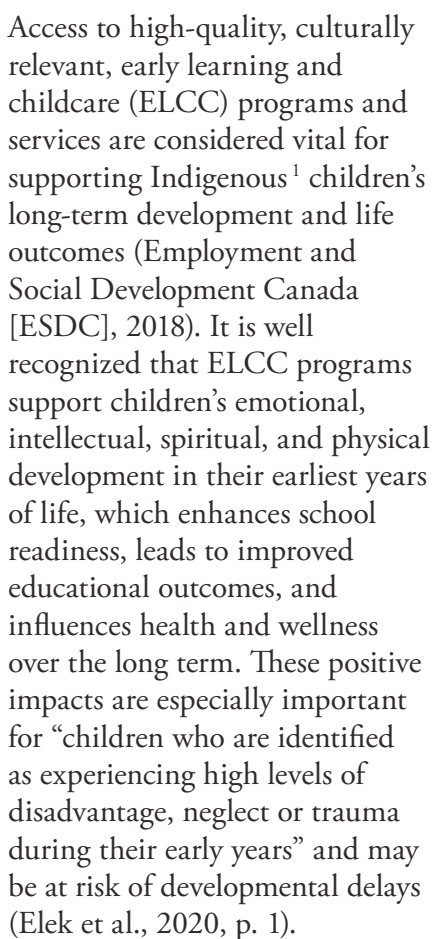 Access to high-quality, culturally
relevant, early learning and
childcare (ELCC) programs and
services are considered vital for
supporting Indigenous¹ children’s
long-term development and life
outcomes (Employment and
Social Development Canada
[ESDC], 2018). It is well
recognized that ELCC programs
support children’s emotional,
intellectual, spiritual, and physical
development in their earliest years
of life, which enhances school
readiness, leads to improved
educational outcomes, and
influences health and wellness
over the long term. These positive
impacts are especially important
for “children who are identified
as experiencing high levels of
disadvantage, neglect or trauma
during their early years” and may
be at risk of developmental delays
(Elek et al., 2020, p. 1).